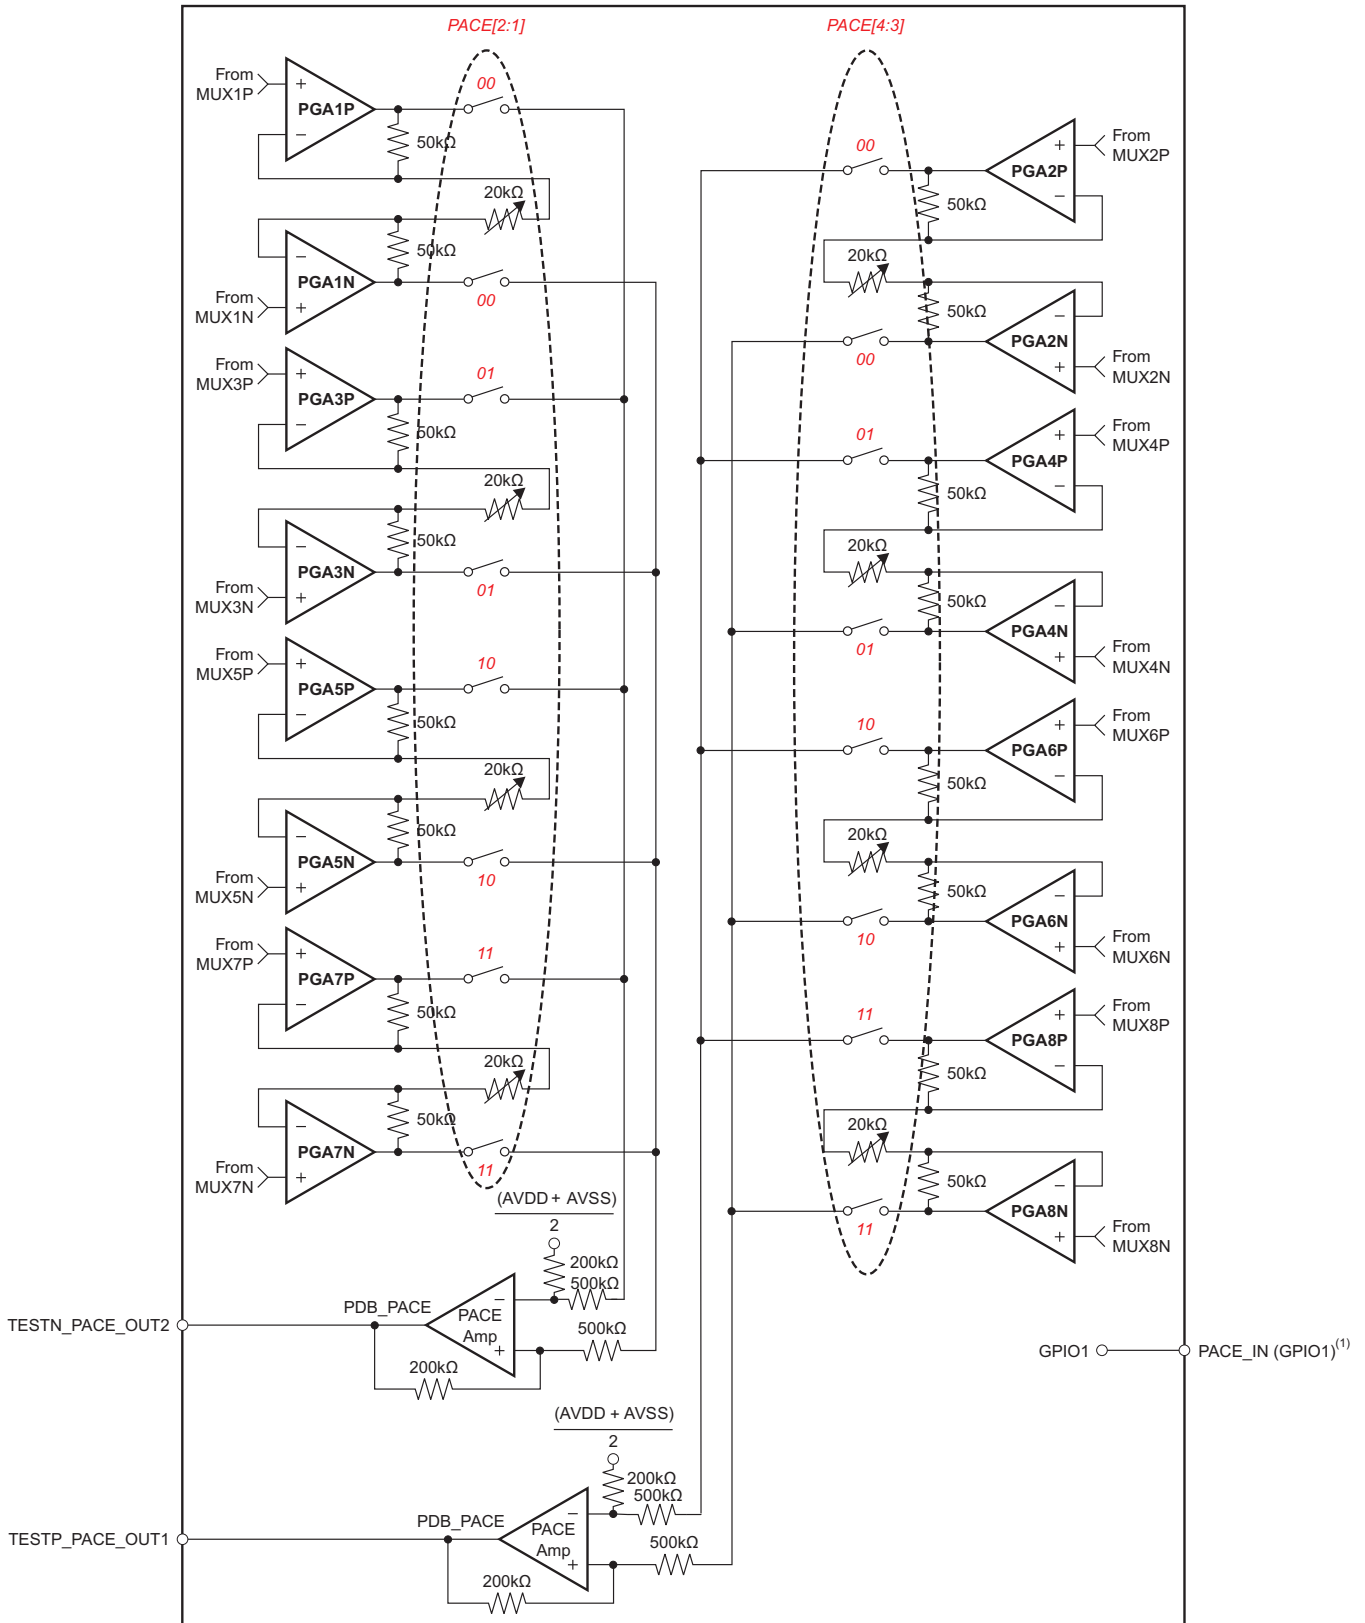 PACE[2:1]
PACE[4:3]
From
MUX1P
+
PGA1P
−
50kΩ
00
20kΩ
50kΩ
−
PGA1N
+
From
MUX1N
00
From
MUX3P
+
PGA3P
−
50kΩ
01
20kΩ
50kΩ
−
PGA3N
+
From
MUX3N
01
From
MUX5P
+
PGA5P
−
50kΩ
10
20kΩ
50kΩ
−
PGA5N
+
From
MUX5N
10
From
MUX7P
+
PGA7P
−
50kΩ
11
20kΩ
50kΩ
−
PGA7N
+
From
MUX7N
11
00
+
PGA2P
−
From
MUX2P
50kΩ
20kΩ
50kΩ
−
PGA2N
+
From
MUX2N
00
01
+
PGA4P
−
From
MUX4P
50kΩ
20kΩ
50kΩ
−
PGA4N
+
From
MUX4N
01
10
+
PGA6P
−
From
MUX6P
50kΩ
20kΩ
50kΩ
−
PGA6N
+
From
MUX6N
10
11
+
PGA8P
−
From
MUX8P
50kΩ
20kΩ
50kΩ
−
PGA8N
+
From
MUX8N
11
(AVDD + AVSS)
2
200kΩ
500kΩ
TESTN_PACE_OUT2
PDB_PACE
−
PACE
Amp
+
500kΩ
200kΩ
GPIO1
PACE_IN (GPIO1)(1)
(AVDD + AVSS)
2
200kΩ
500kΩ
TESTP_PACE_OUT1
PDB_PACE
−
PACE
Amp
+
500kΩ
200kΩ